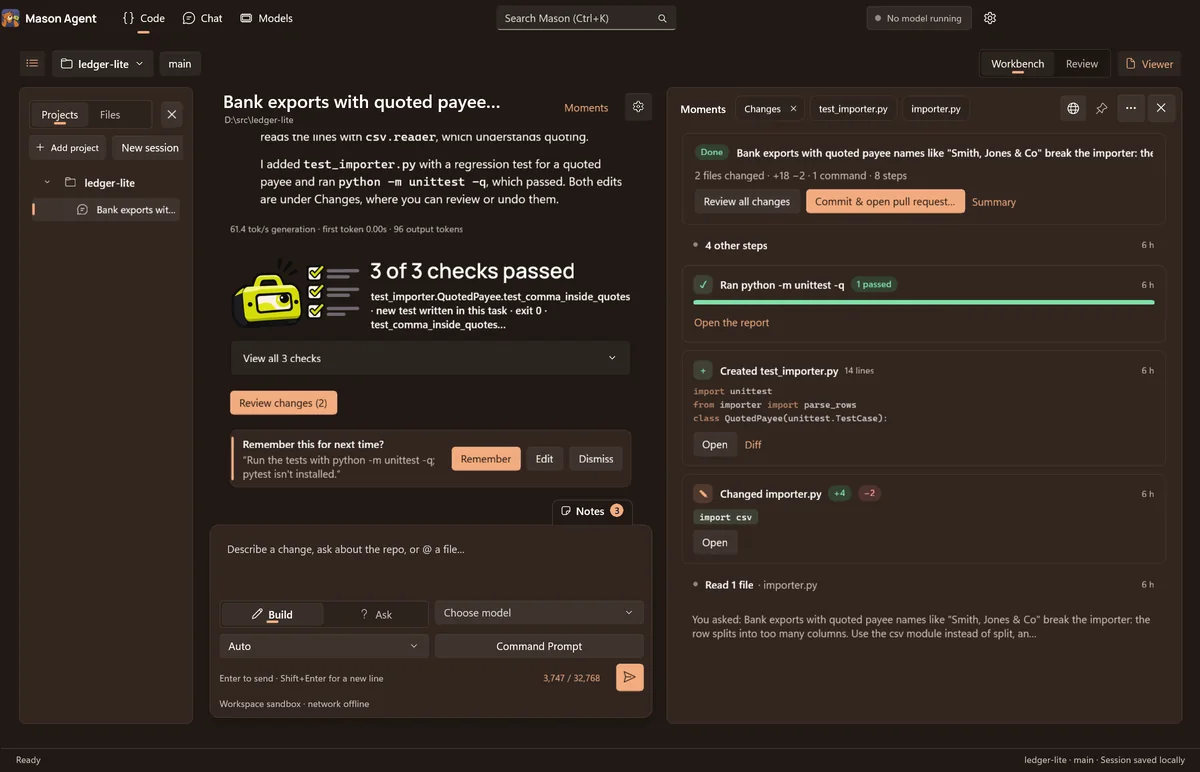 Mason Agent
{} Code
Chat
Models
Search Mason (Ctrl+K)
No model running
ledger-lite
main
Workbench
Review
Viewer
Projects
Files
+ Add project
New session
ledger-lite
Bank exports wit...
Bank exports with quoted payee...
D:\src\ledger-lite
Moments
reads the lines with csv.reader, which understands quoting.
I added test_importer.py with a regression test for a quoted
payee and ran python -m unittest -q, which passed. Both edits
are under Changes, where you can review or undo them.
61.4 tok/s generation · first token 0.00s · 96 output tokens
3 of 3 checks passed
test_importer.QuotedPayee.test_comma_inside_quotes
· new test written in this task · exit 0 ·
test_comma_inside_quotes...
View all 3 checks
Review changes (2)
Remember this for next time?
"Run the tests with python -m unittest -q;
pytest isn't installed."
Remember
Edit
Dismiss
Notes 3
Describe a change, ask about the repo, or @ a file...
Build
? Ask
Choose model
Auto
Command Prompt
Enter to send · Shift+Enter for a new line
3,747 / 32,768
Workspace sandbox · network offline
Moments
Changes
test_importer.py
importer.py
Done
Bank exports with quoted payee names like "Smith, Jones & Co" break the importer: the
2 files changed · +18 −2 · 1 command · 8 steps
Review all changes
Commit & open pull request...
Summary
4 other steps
6 h
Ran python -m unittest -q
1 passed
6 h
Open the report
+ Created test_importer.py 14 lines
6 h
import unittest
from importer import parse_rows
class QuotedPayee(unittest.TestCase):
Open
Diff
Changed importer.py +4 −2
6 h
import csv
Open
Read 1 file · importer.py
6 h
You asked: Bank exports with quoted payee names like "Smith, Jones & Co" break the importer: the
row splits into too many columns. Use the csv module instead of split, an...
Ready
ledger-lite · main · Session saved locally